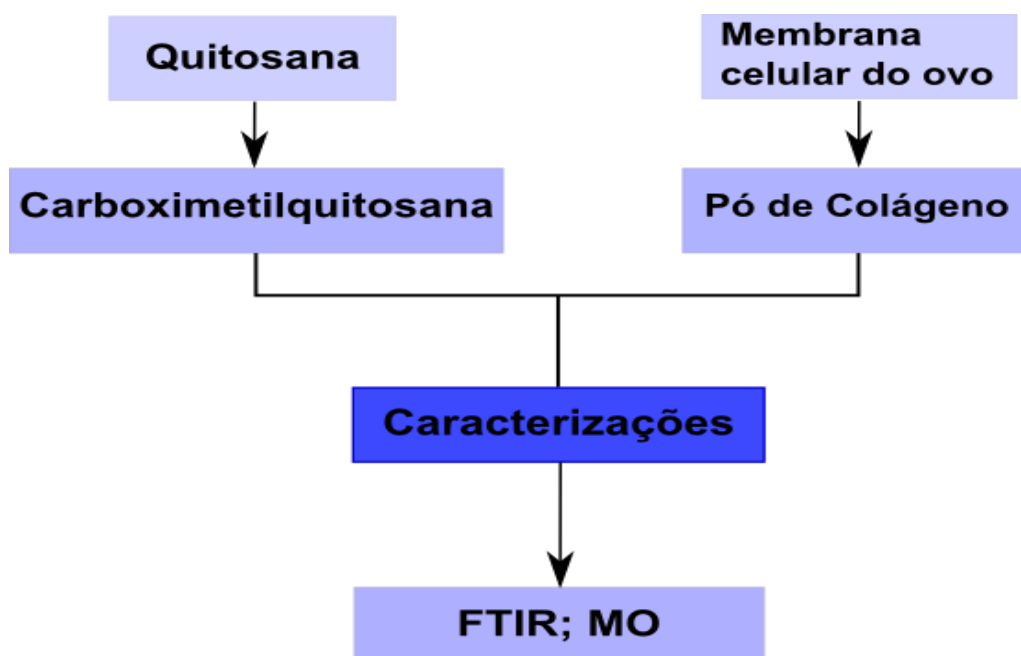 Quitosana
Membrana
celular do ovo
Carboximetilquitosana
Pó de Colágeno
Caracterizações
FTIR; MO